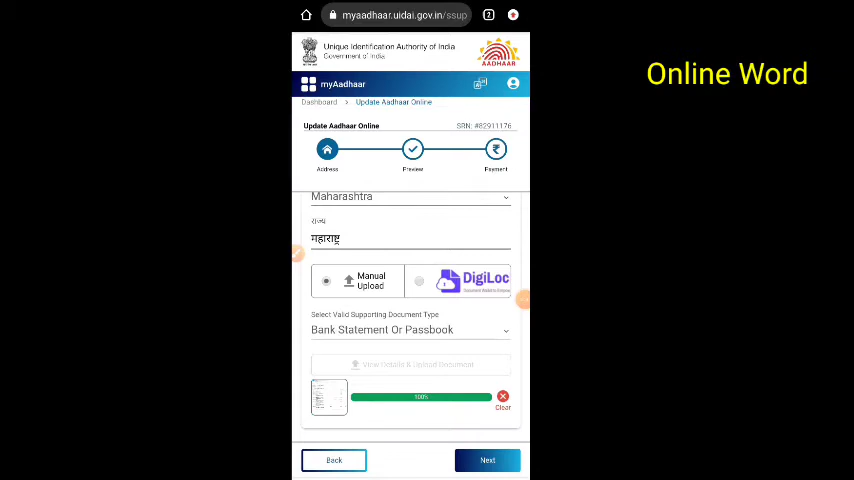 myaadhaar.uidai.gov.in/ssup
2
Unique Identification Authority of India
Government of India
AADHAAR
Online Word
myAadhaar
Dashboard > Update Aadhaar Online
Update Aadhaar Online
SRN: #82911176
Address
Preview
Payment
Maharashtra
राज्य
महाराष्ट्र
Manual
Upload
DigiLoc
Select Valid Supporting Document Type
Bank Statement Or Passbook
View Details & Upload Document
100%
Clear
Back
Next